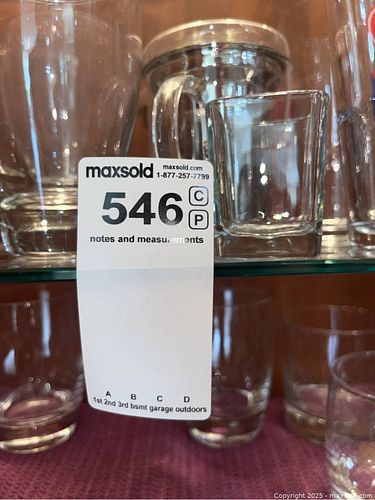 maxsold maxsold.com
1-877-257-7799
546 C
P
notes and measurements
A B C D
1st 2nd 3rd bsmt garage outdoors
Copyright 2025 - maxsold.com